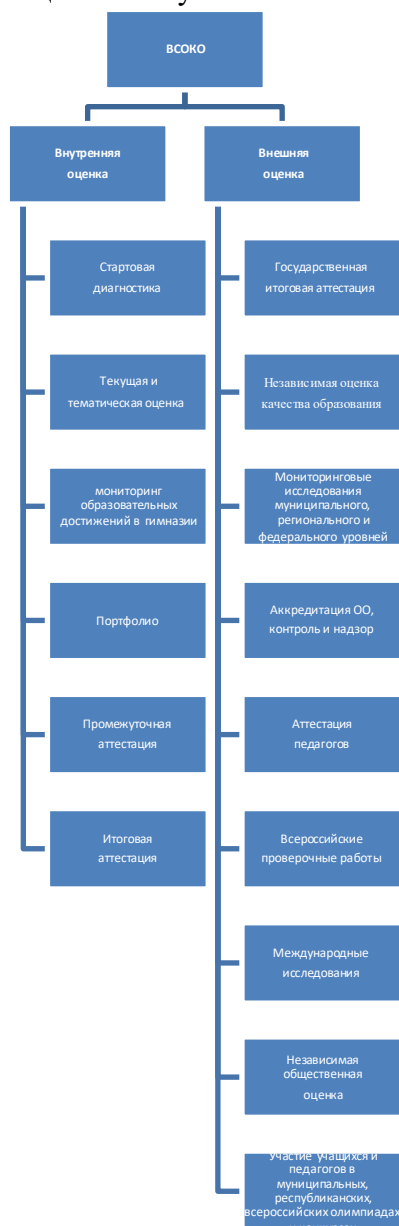 ВСОКО
Внутренняя
оценка
Внешняя
оценка
Стартовая
диагностика
Государственная
итоговая аттестация
Текущая и
тематическая оценка
Независимая оценка
качества образования
мониторинг
образовательных
достижений в гимназии
Мониторинговые
исследования
муниципального,
регионального и
федерального уровней
Портфолио
Аккредитация ОО,
контроль и надзор
Промежуточная
аттестация
Аттестация
педагогов
Итоговая
аттестация
Всероссийские
проверочные работы
Международные
исследования
Независимая
общественная
оценка
Участие учащихся и
педагогов в
муниципальных,
республиканских,
всероссийских олимпиадах